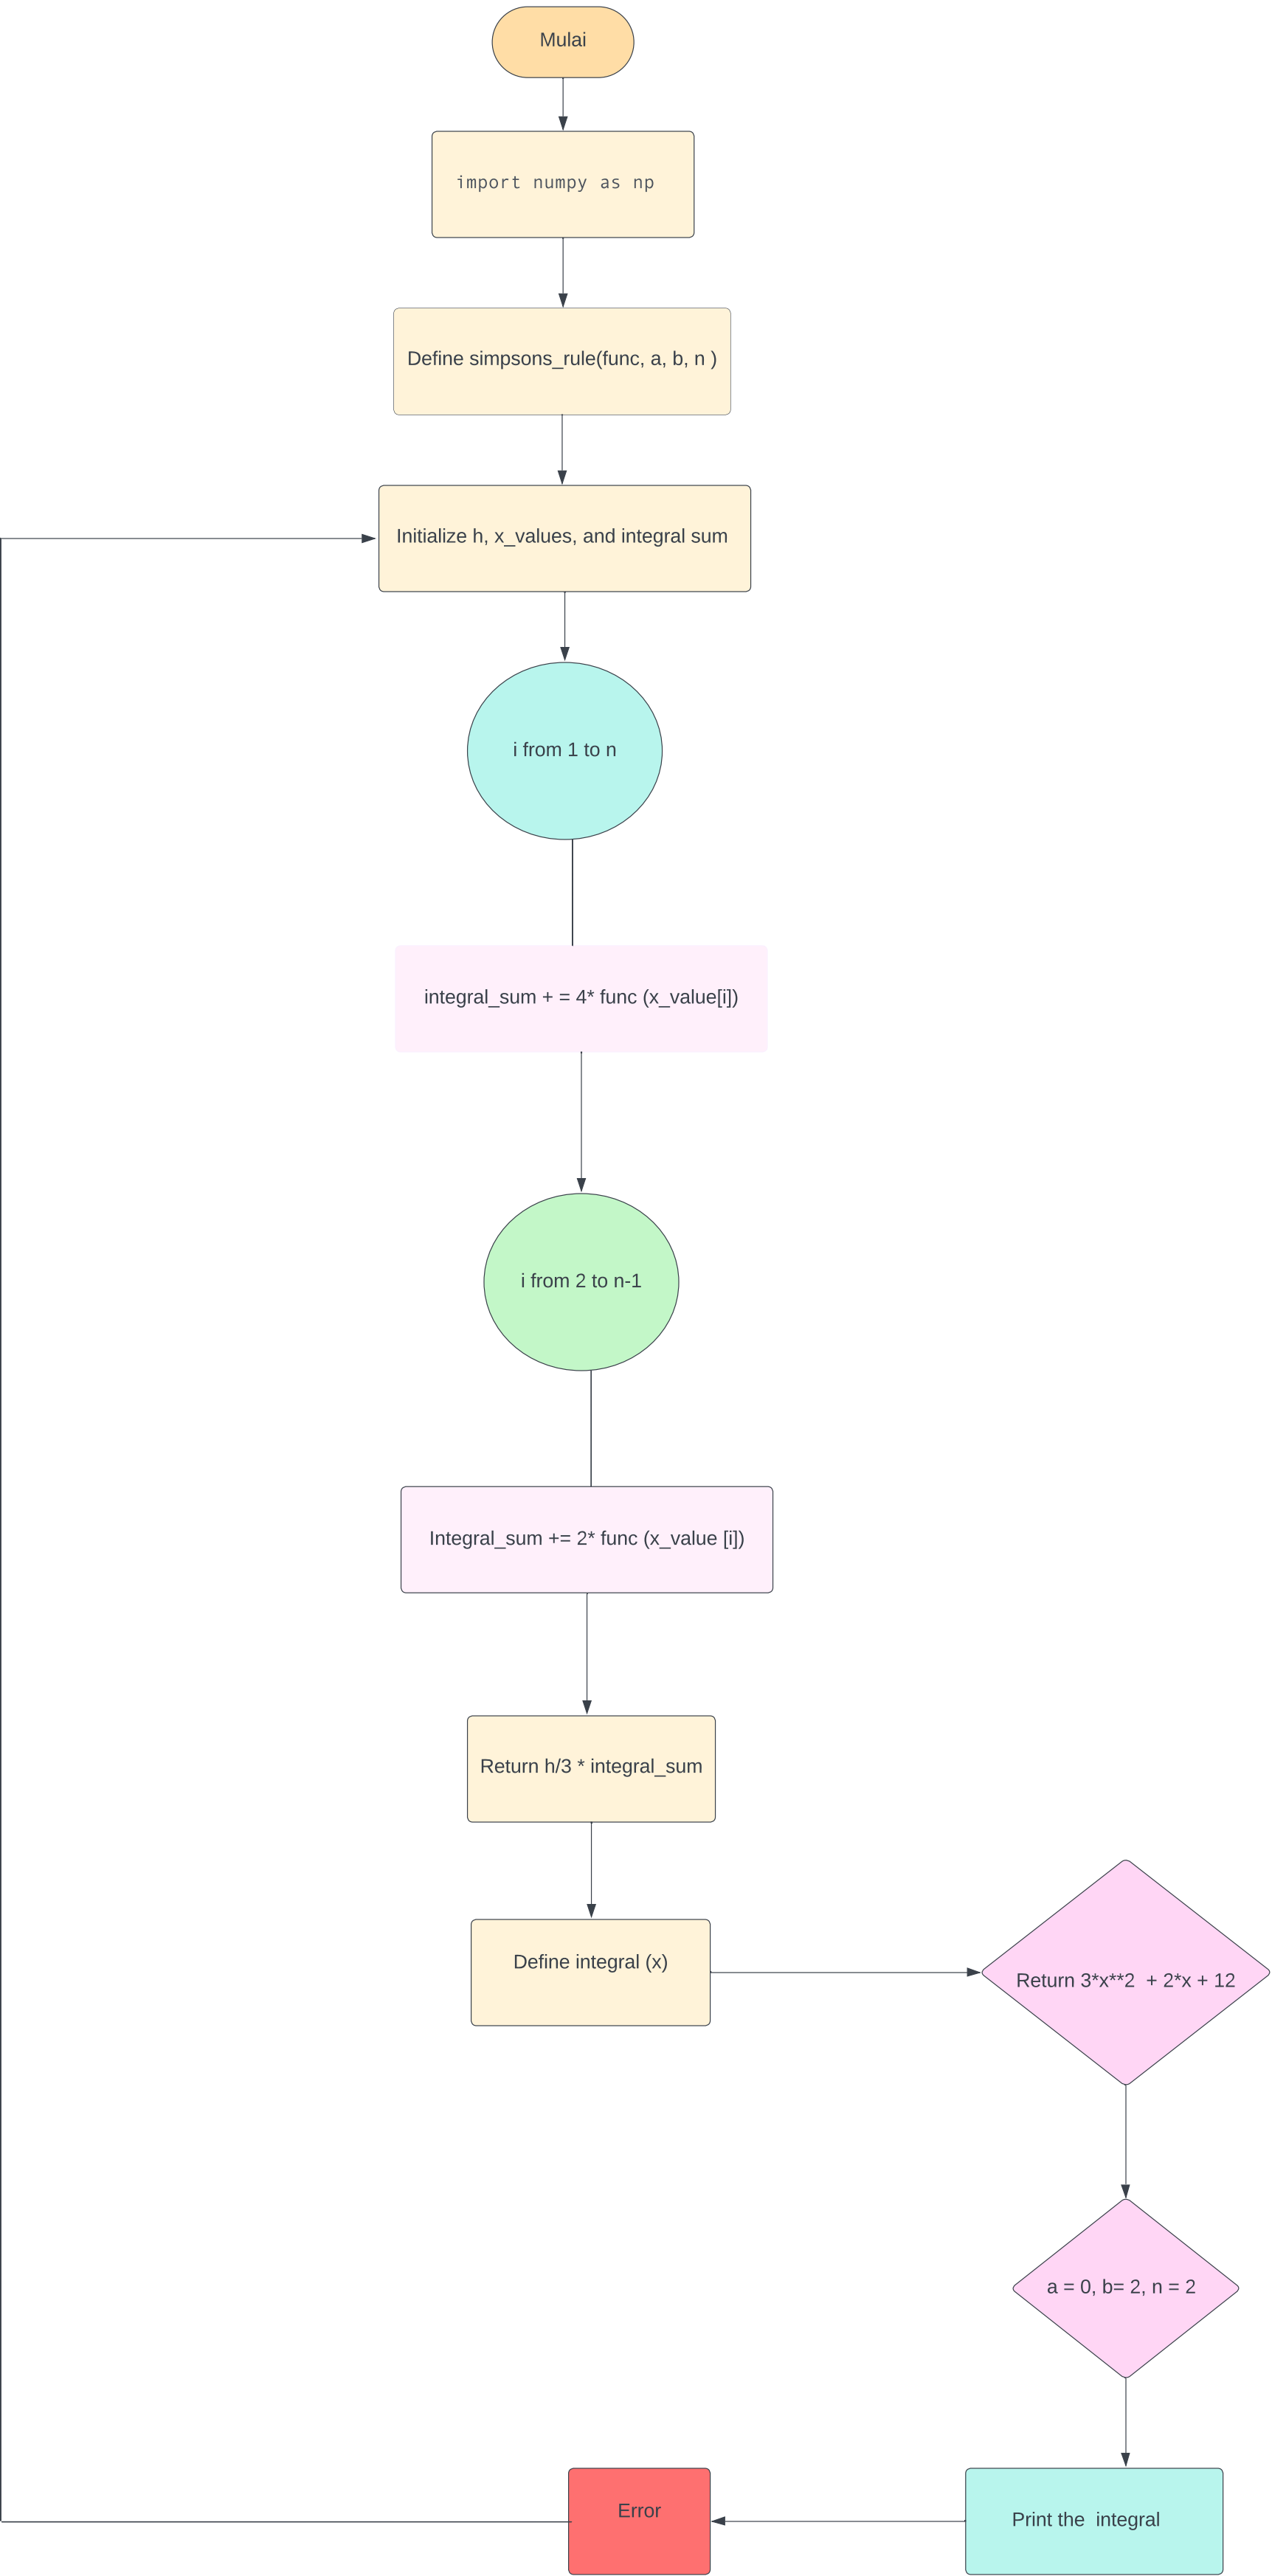 Mulai
import numpy as np
Define simpsons_rule(func, a, b, n )
Initialize h, x_values, and integral sum
i from 1 to n
integral_sum + = 4* func (x_value[i])
i from 2 to n-1
Integral_sum += 2* func (x_value [i])
Return h/3 * integral_sum
Define integral (x)
Return 3*x**2  + 2*x + 12
a = 0, b= 2, n = 2
Print the  integral
Error